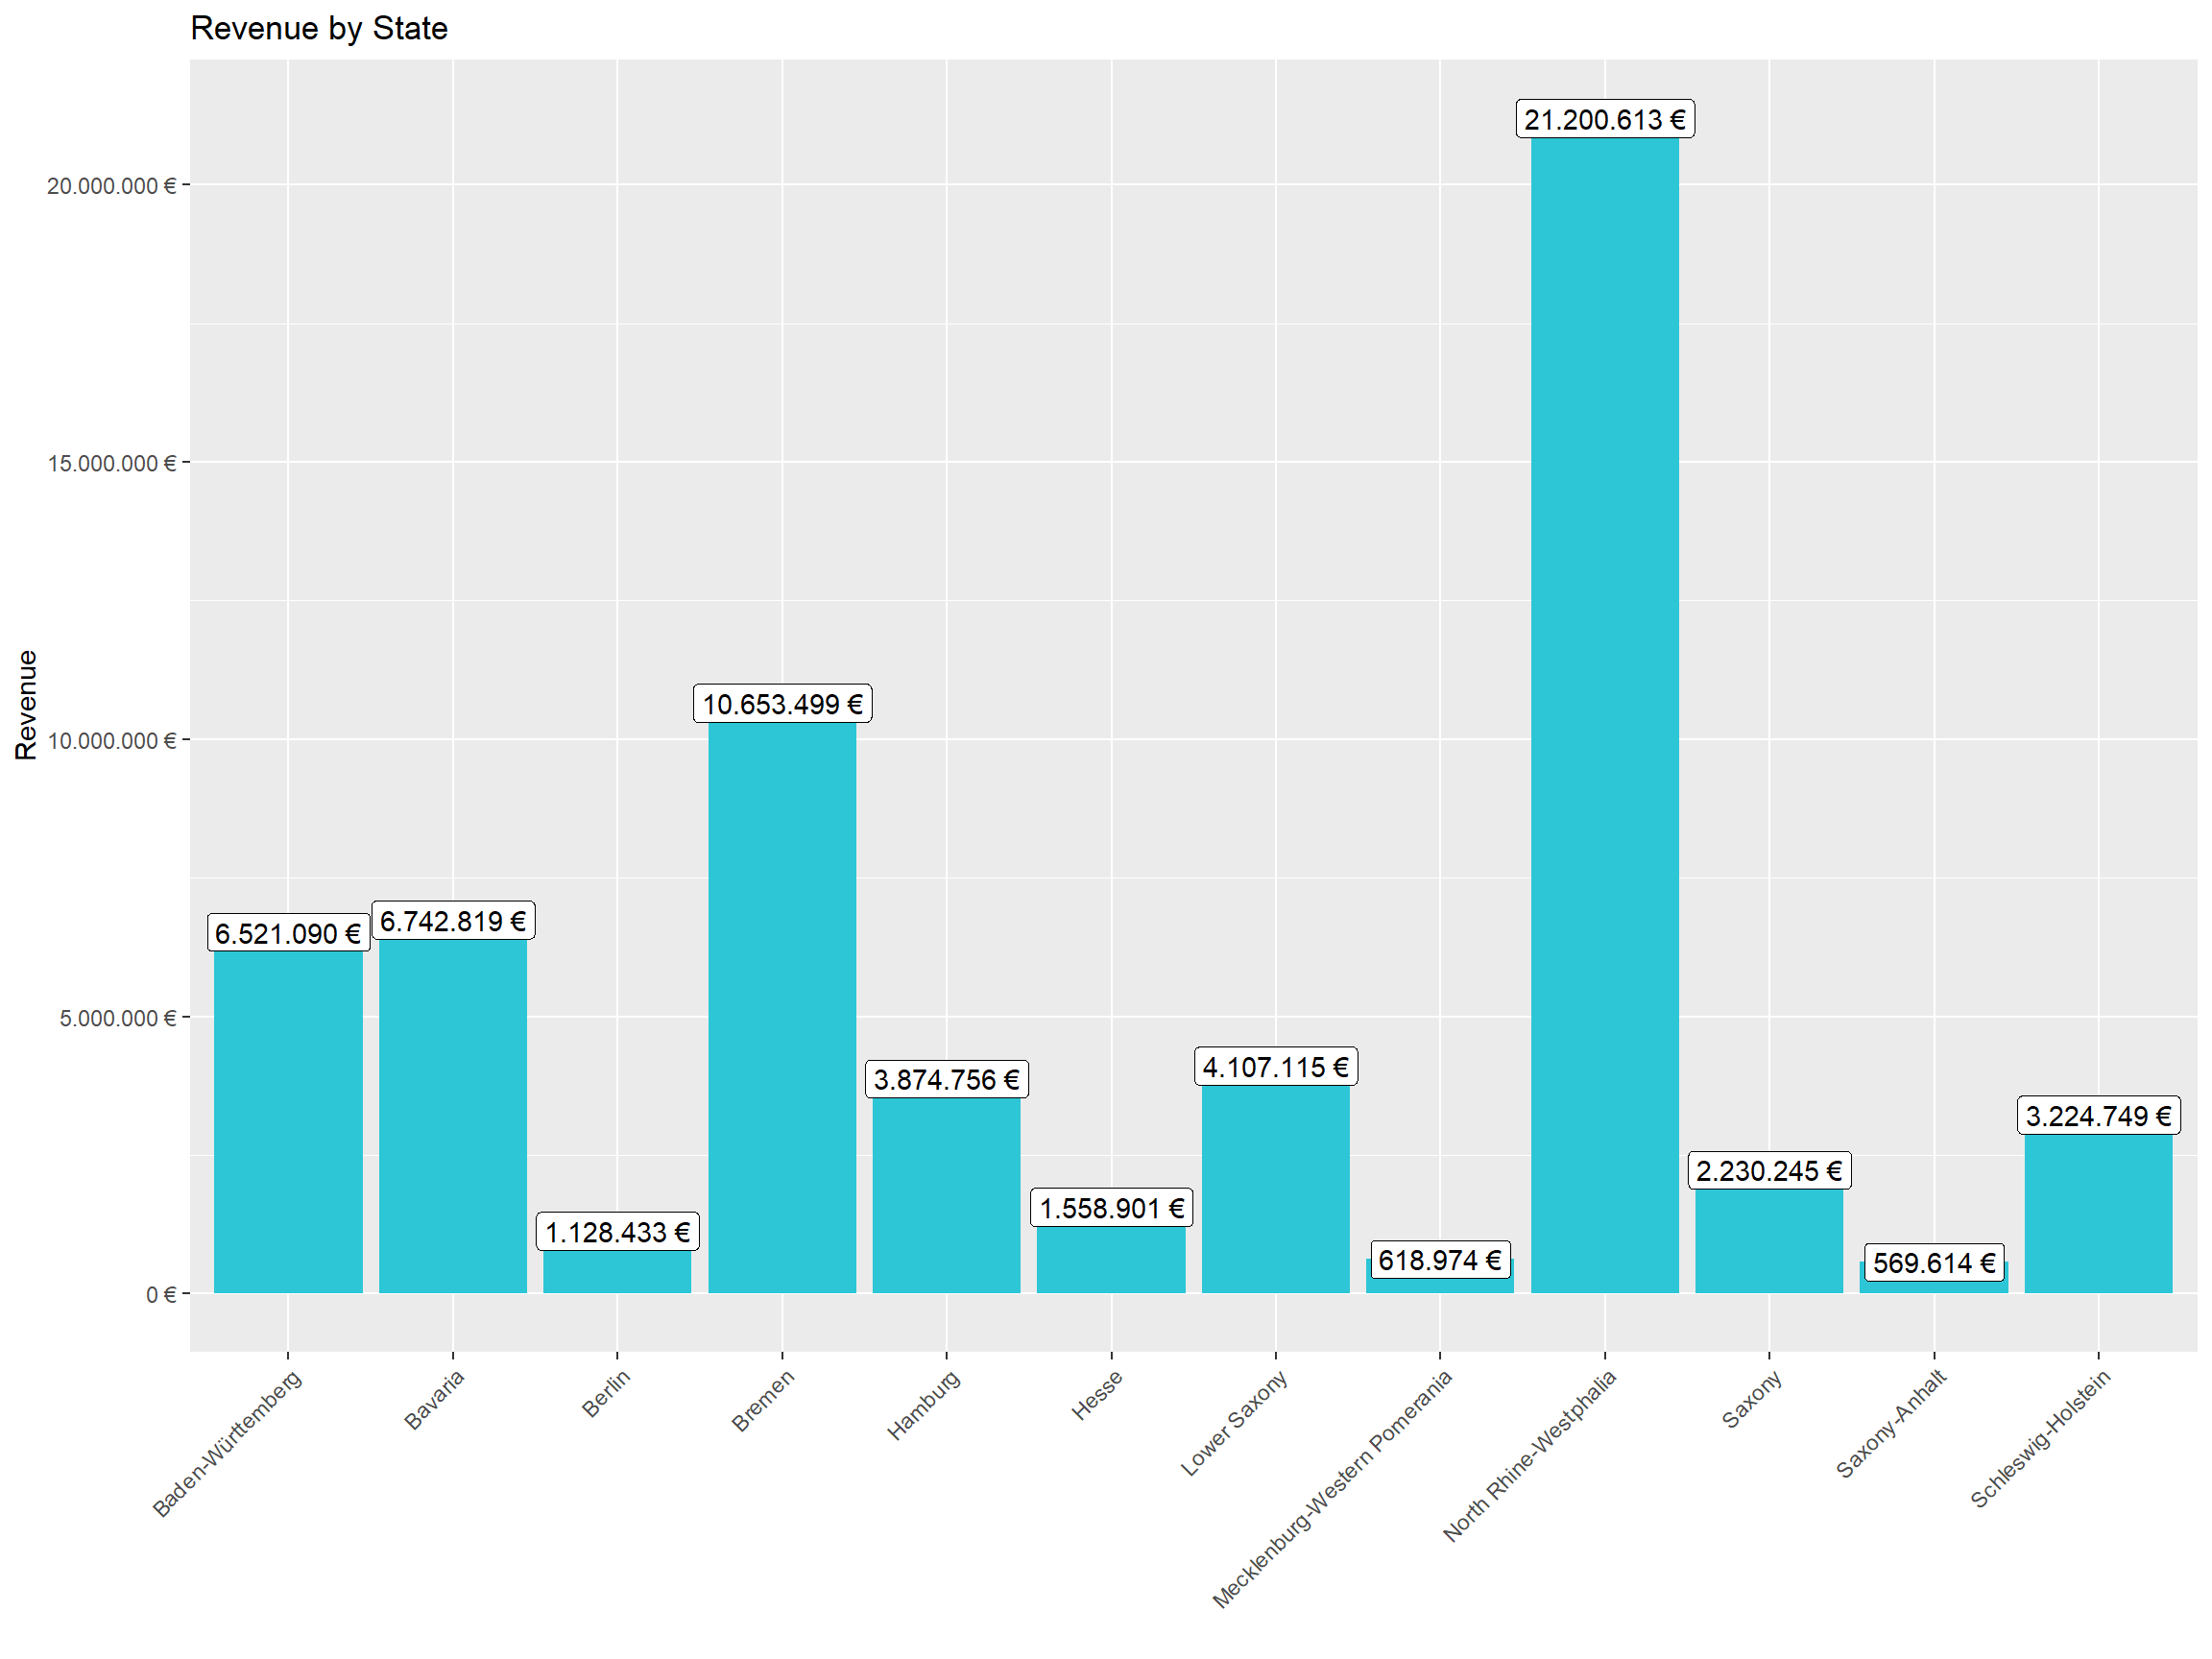 Revenue by State
21.200.613 €
20.000.000 €
15.000.000 €
10.653.499 €
Revenue
10.000.000 €
6.521.090 €
6.742.819 €
5.000.000 €
3.874.756 €
4.107.115 €
3.224.749 €
2.230.245 €
1.558.901 €
1.128.433 €
618.974 €
569.614 €
0 €
Baden-Württemberg
Bavaria
Berlin
Bremen
Hamburg
Hesse
Lower Saxony
Mecklenburg-Western Pomerania
North Rhine-Westphalia
Saxony
Saxony-Anhalt
Schleswig-Holstein